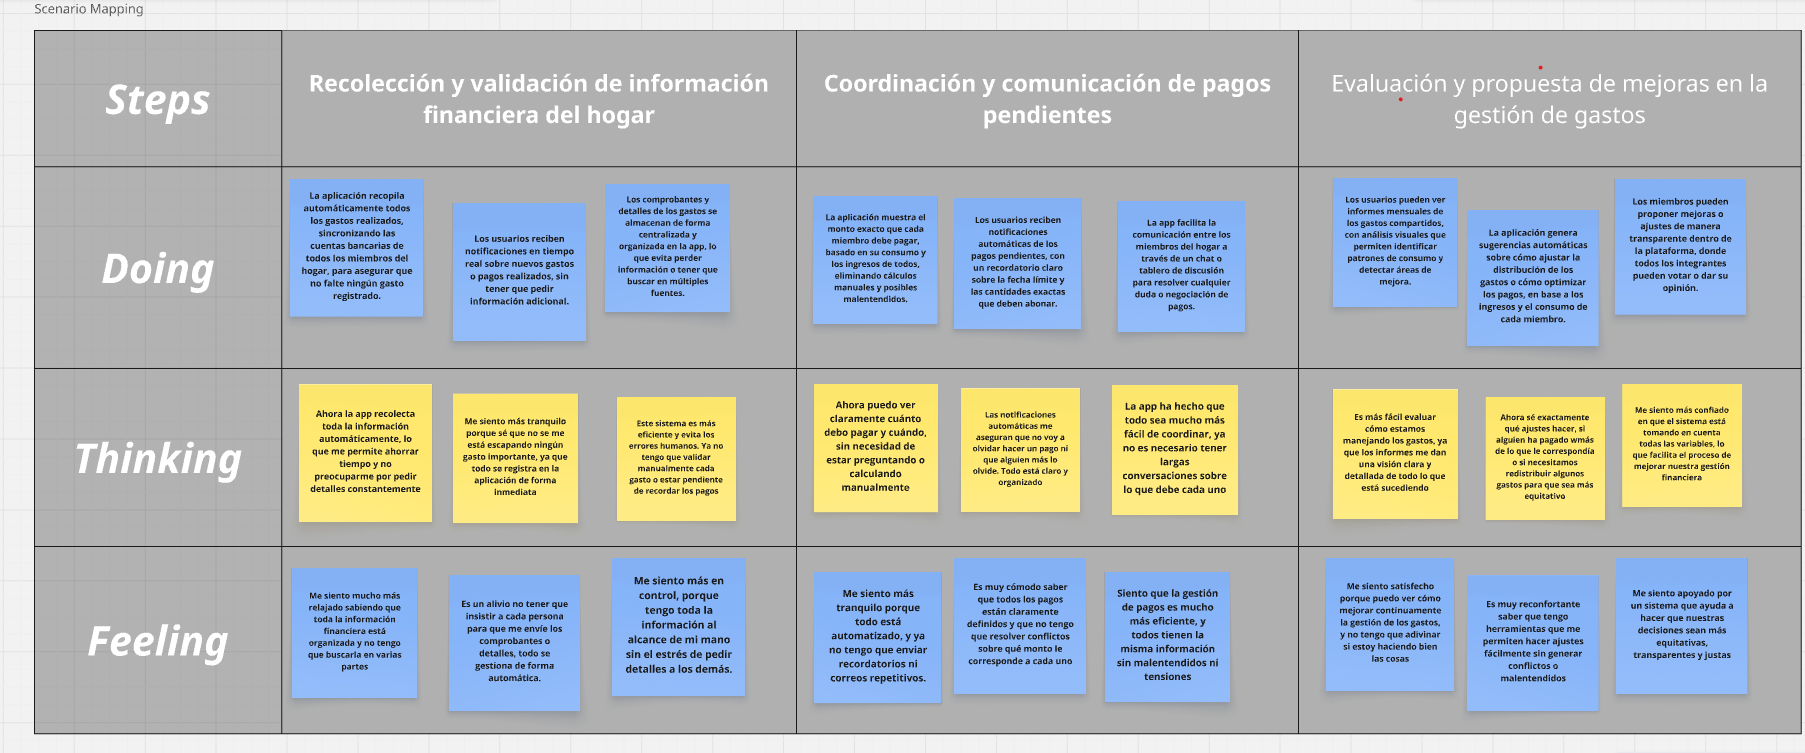 Scenario Mapping
Steps
Recolección y validación de información
financiera del hogar
Coordinación y comunicación de pagos
pendientes
Evaluación y propuesta de mejoras en la
gestión de gastos
Doing
La aplicación recopila
automáticamente todos
los gastos realizados,
sincronizando las
cuentas bancarias de
todos los miembros del
hogar, para asegurar que
no falte ningún gasto
registrado.
Los usuarios reciben
notificaciones en tiempo
real sobre nuevos gastos
o pagos realizados, sin
tener que pedir
información adicional.
Los comprobantes y
detalles de los gastos se
almacenan de forma
centralizada y
organizada en la app, lo
que evita perder
información o tener que
buscar en múltiples
fuentes.
La aplicación muestra el
monto exacto que cada
miembro debe pagar,
basado en su consumo y
los ingresos de todos,
eliminando cálculos
manuales y posibles
malentendidos.
Los usuarios reciben
notificaciones
automáticas de los
pagos pendientes, con
un recordatorio claro
sobre la fecha límite y
las cantidades exactas
que deben abonar.
La app facilita la
comunicación entre los
miembros del hogar a
través de un chat o
tablero de discusión
para resolver cualquier
duda o negociación de
pagos.
Los usuarios pueden ver
informes mensuales de
los gastos compartidos,
con análisis visuales que
permiten identificar
patrones de consumo y
detectar áreas de
mejora.
La aplicación genera
sugerencias automáticas
sobre cómo ajustar la
distribución de los
gastos o cómo optimizar
los pagos, en base a los
ingresos y el consumo de
cada miembro.
Los miembros pueden
proponer mejoras o
ajustes de manera
transparente dentro de
la plataforma, donde
todos los integrantes
pueden votar o dar su
opinión.
Thinking
Ahora la app recolecta
toda la información
automáticamente, lo
que me permite ahorrar
tiempo y no
preocuparme por pedir
detalles constantemente
Me siento más tranquilo
porque sé que no se me
está escapando ningún
gasto importante, ya que
todo se registra en la
aplicación de forma
inmediata
Este sistema es más
eficiente y evita los
errores humanos. Ya no
tengo que validar
manualmente cada
gasto o estar pendiente
de recordar los pagos
Ahora puedo ver
claramente cuánto
debo pagar y cuándo,
sin necesidad de
estar preguntando o
calculando
manualmente
Las notificaciones
automáticas me
aseguran que no voy a
olvidar hacer un pago ni
que alguien más lo
olvide. Todo está claro y
organizado
La app ha hecho que
todo sea mucho más
fácil de coordinar, ya
no es necesario tener
largas
conversaciones sobre
lo que debe cada uno
Es más fácil evaluar
cómo estamos
manejando los gastos, ya
que los informes me dan
una visión clara y
detallada de todo lo que
está sucediendo
Ahora sé exactamente
qué ajustes hacer, si
alguien ha pagado wmás
de lo que le correspondía
o si necesitamos
redistribuir algunos
gastos para que sea más
equitativo
Me siento más confiado
en que el sistema está
tomando en cuenta
todas las variables, lo
que facilita el proceso de
mejorar nuestra gestión
financiera
Feeling
Me siento mucho más
relajado sabiendo que
toda la información
financiera está
organizada y no tengo
que buscarla en varias
partes
Es un alivio no tener que
insistir a cada persona
para que me envíe los
comprobantes o
detalles, todo se
gestiona de forma
automática.
Me siento más en
control, porque
tengo toda la
información al
alcance de mi mano
sin el estrés de pedir
detalles a los demás.
Me siento más
tranquilo porque
todo está
automatizado, y ya
no tengo que enviar
recordatorios ni
correos repetitivos.
Es muy cómodo saber
que todos los pagos
están claramente
definidos y que no tengo
que resolver conflictos
sobre qué monto le
corresponde a cada uno
Siento que la gestión
de pagos es mucho
más eficiente, y
todos tienen la
misma información
sin malentendidos ni
tensiones
Me siento satisfecho
porque puedo ver cómo
mejorar continuamente
la gestión de los gastos,
y no tengo que adivinar
si estoy haciendo bien
las cosas
Es muy reconfortante
saber que tengo
herramientas que me
permiten hacer ajustes
fácilmente sin generar
conflictos o
malentendidos
Me siento apoyado por
un sistema que ayuda a
hacer que nuestras
decisiones sean más
equitativas,
transparentes y justas